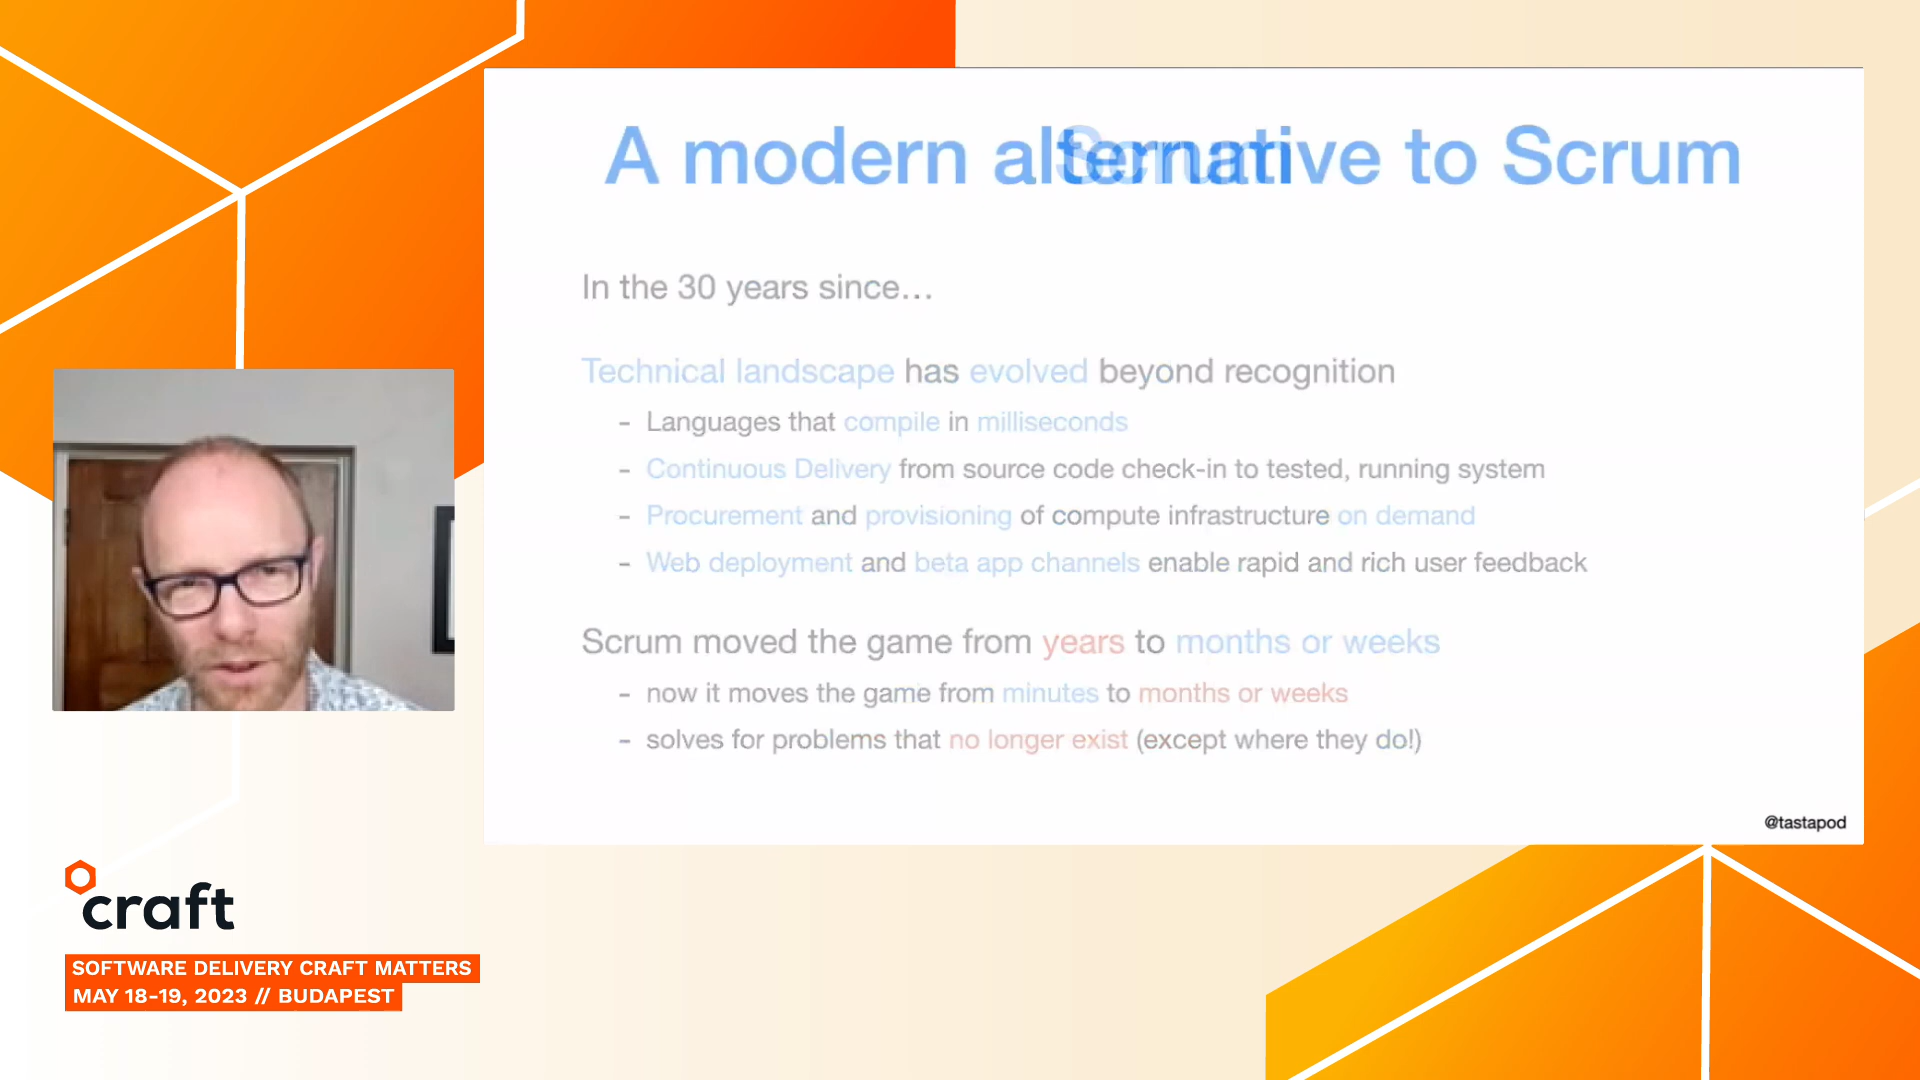 A modern alternative to Scrum
Scrum
In the 30 years since...
Technical landscape has evolved beyond recognition
- Languages that compile in milliseconds
- Continuous Delivery from source code check-in to tested, running system
- Procurement and provisioning of compute infrastructure on demand
- Web deployment and beta app channels enable rapid and rich user feedback
Scrum moved the game from years to months or weeks
- now it moves the game from minutes to months or weeks
- solves for problems that no longer exist (except where they do!)
@tastapod
craft
SOFTWARE DELIVERY CRAFT MATTERS
MAY 18-19, 2023 // BUDAPEST